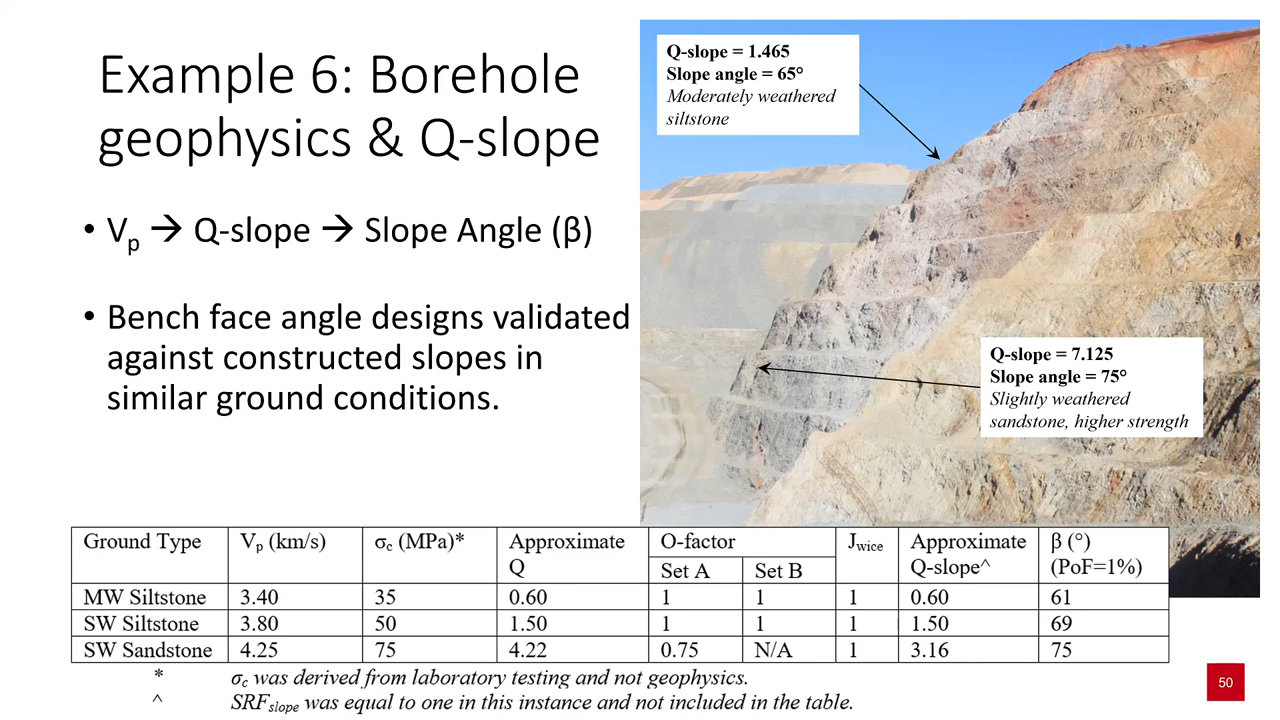 Example 6: Borehole
geophysics & Q-slope
• Vp → Q-slope → Slope Angle (β)
• Bench face angle designs validated
against constructed slopes in
similar ground conditions.
Q-slope = 1.465
Slope angle = 65°
Moderately weathered
siltstone
Q-slope = 7.125
Slope angle = 75°
Slightly weathered
sandstone, higher strength
Ground Type Vp (km/s) σc (MPa)* Approximate Q O-factor Set A Set B Jwice Approximate Q-slope^ β (°) (PoF=1%)
MW Siltstone 3.40 35 0.60 1 1 1 0.60 61
SW Siltstone 3.80 50 1.50 1 1 1 1.50 69
SW Sandstone 4.25 75 4.22 0.75 N/A 1 3.16 75
* σc was derived from laboratory testing and not geophysics.
^ SRFslope was equal to one in this instance and not included in the table.
50